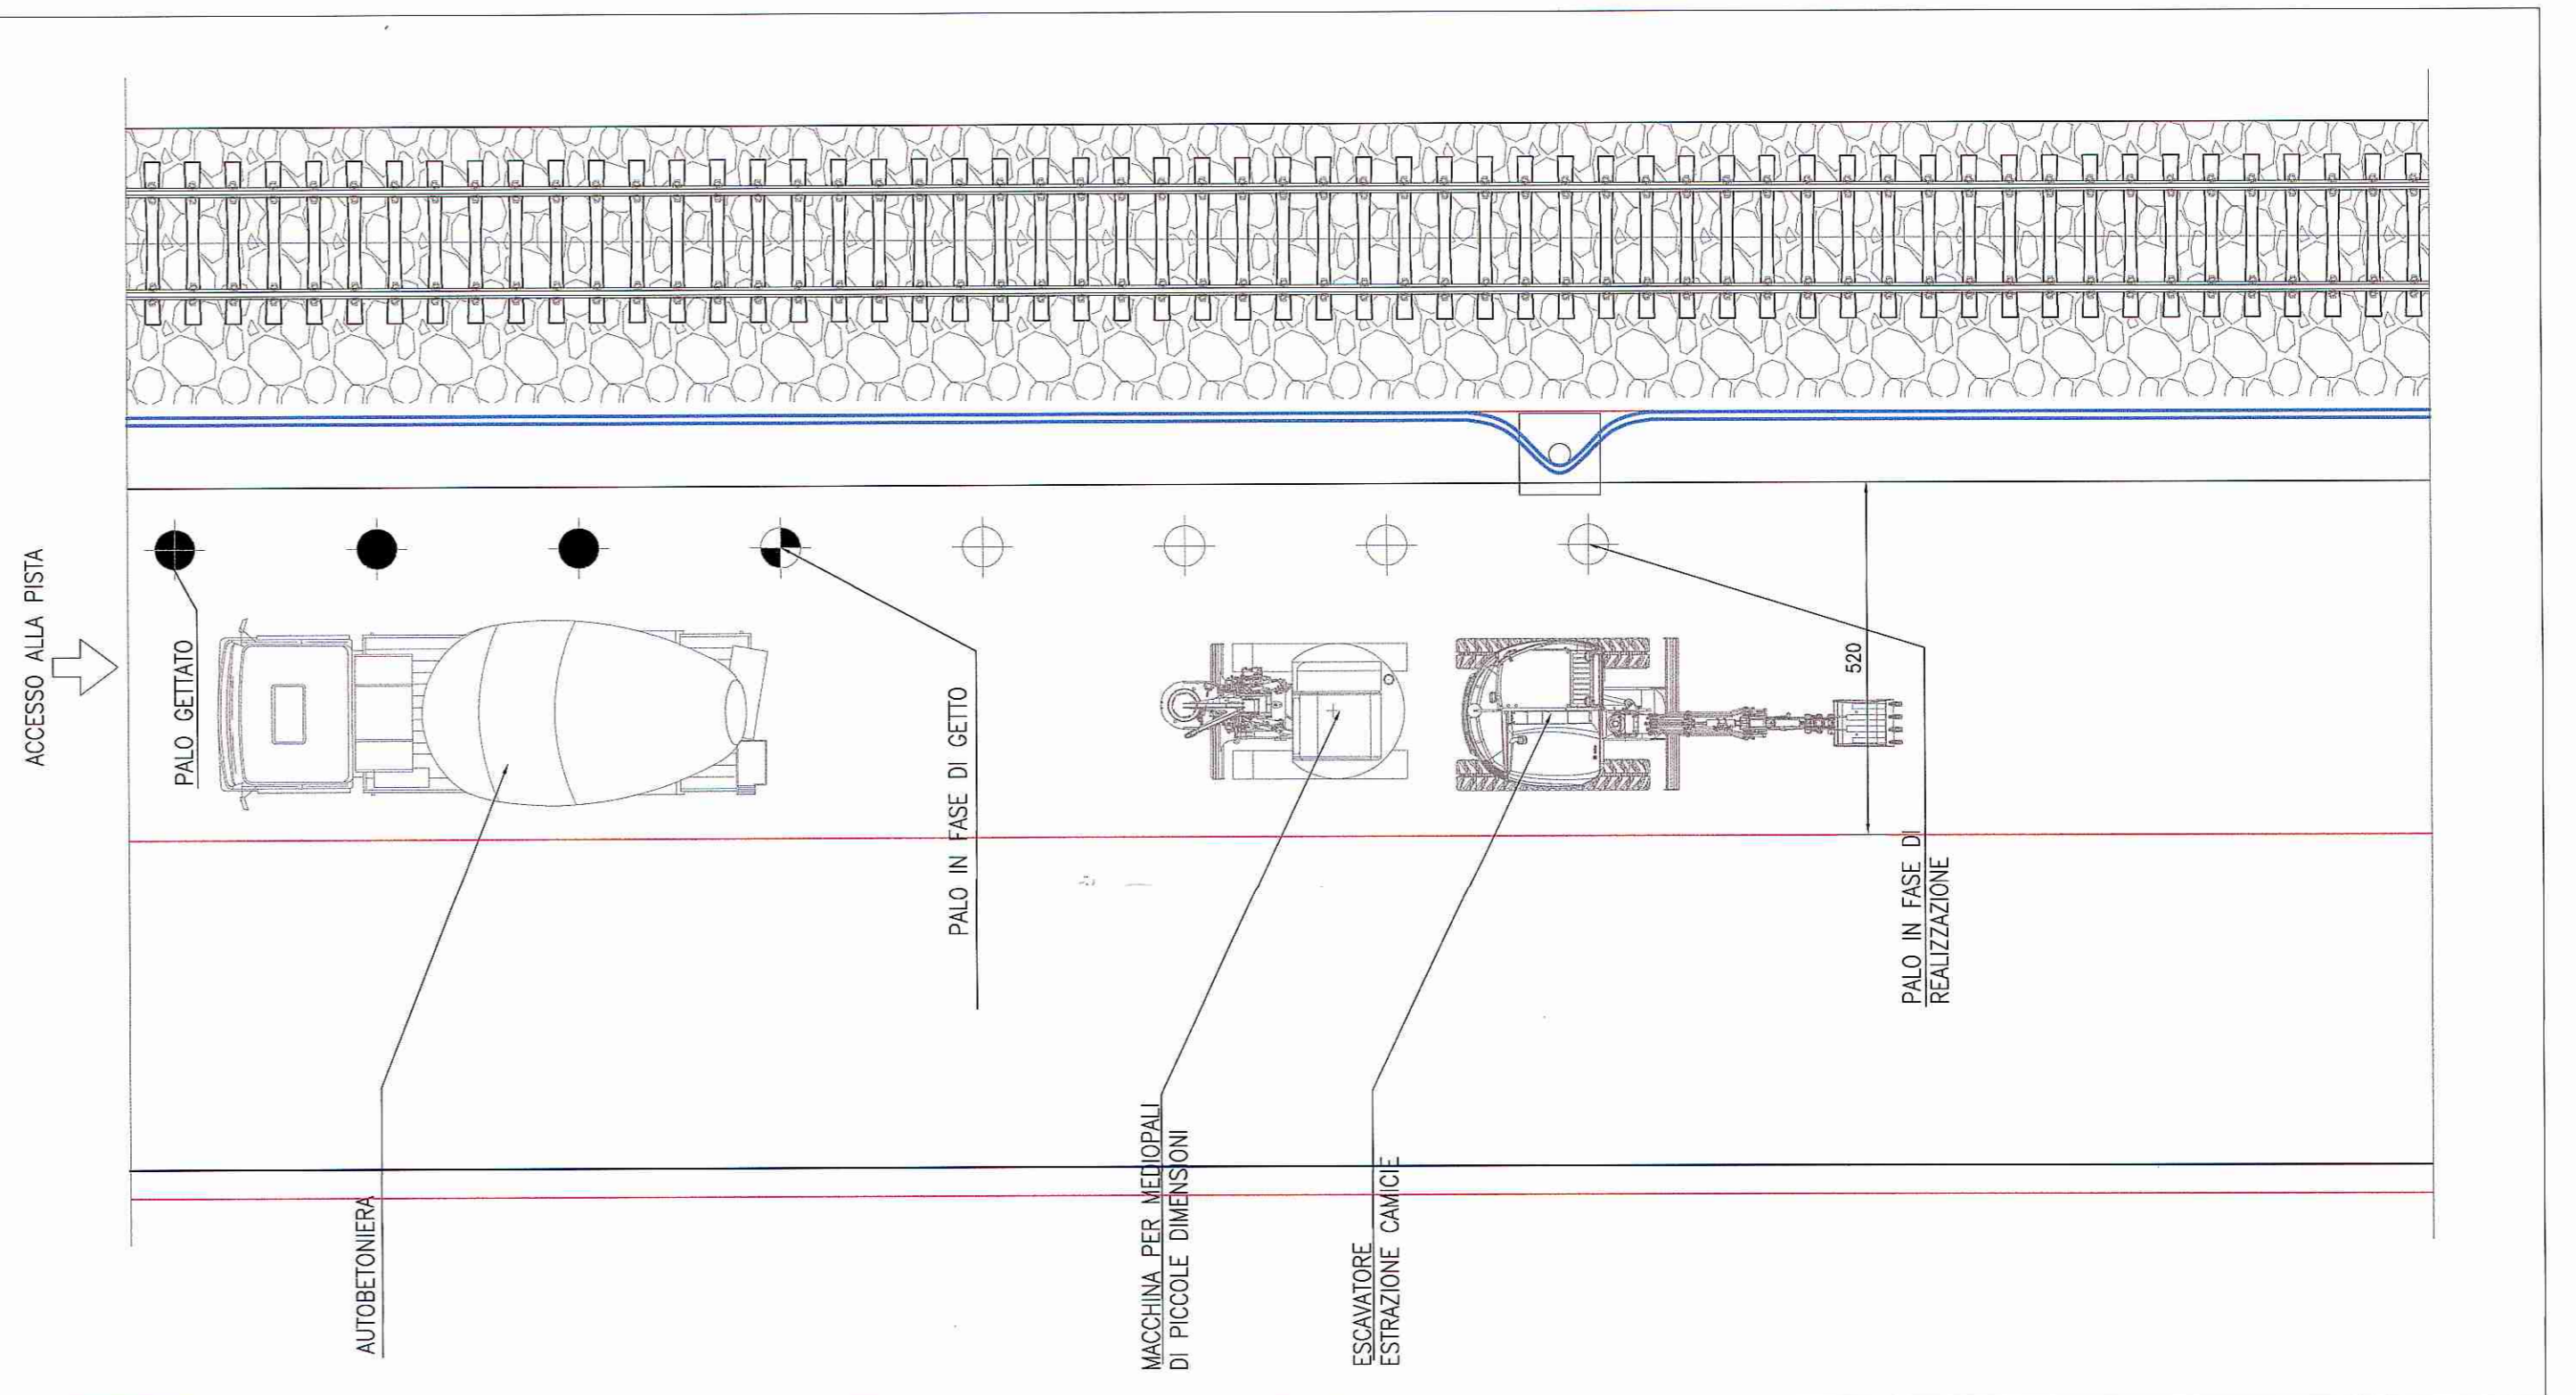 ACCESSO ALLA PISTA
PALO GETTATO
AUTOBETONIERA
PALO IN FASE DI GETTO
MACCHINA PER MEDIOPALI
DI PICCOLE DIMENSIONI
ESCAVATORE
ESTRAZIONE CAMICIE
520
PALO IN FASE DI
REALIZZAZIONE